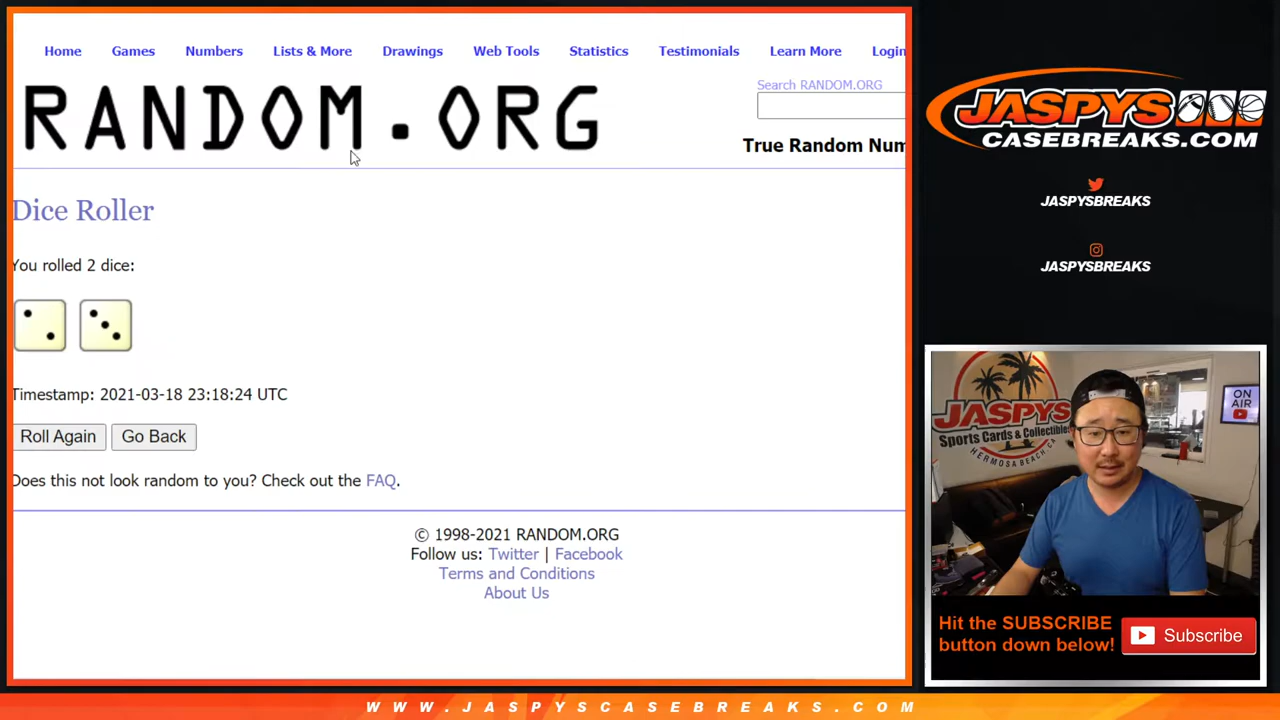 Home Games Numbers Lists & More Drawings Web Tools Statistics Testimonials Learn More Login
Search RANDOM.ORG
RANDOM.ORG
True Random Num
Dice Roller
You rolled 2 dice:
Timestamp: 2021-03-18 23:18:24 UTC
Roll Again Go Back
Does this not look random to you? Check out the FAQ.
© 1998-2021 RANDOM.ORG
Follow us: Twitter | Facebook
Terms and Conditions
About Us
JASPYS
CASEBREAKS.COM
JASPYSBREAKS
JASPYSBREAKS
JASPYS
Sports Cards & Collectibles
HERMOSA BEACH, CA
ON
AIR
Hit the SUBSCRIBE
button down below!
Subscribe
WWW.JASPYSCASEBREAKS.COM